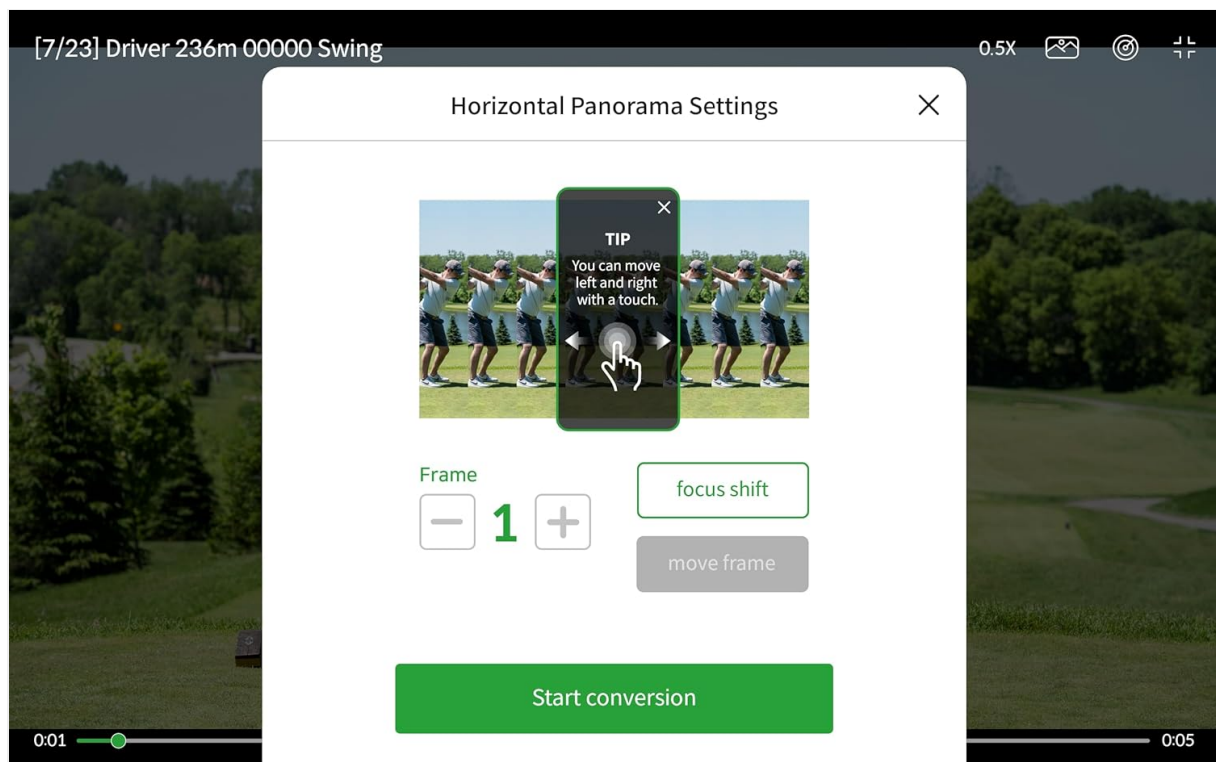 [7/23] Driver 236m 00000 Swing
0.5X
Horizontal Panorama Settings
TIP
You can move
left and right
with a touch.
Frame
1
focus shift
move frame
Start conversion
0:01
0:05